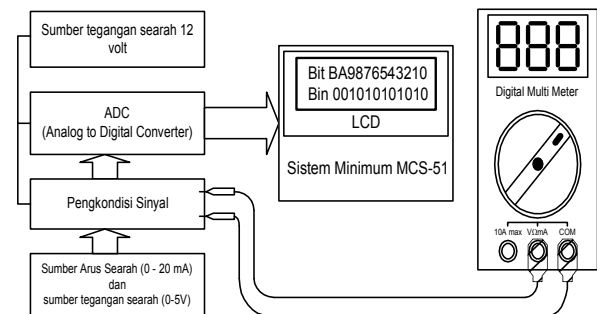 Sumber tegangan searah 12
volt
ADC
(Analog to Digital Converter)
Pengkondisi Sinyal
Sumber Arus Searah (0 - 20 mA)
dan
sumber tegangan searah (0-5V)
Bit BA9876543210
Bin 001010101010
LCD
Sistem Minimum MCS-51
888
Digital Multi Meter
10A max VΩmA COM